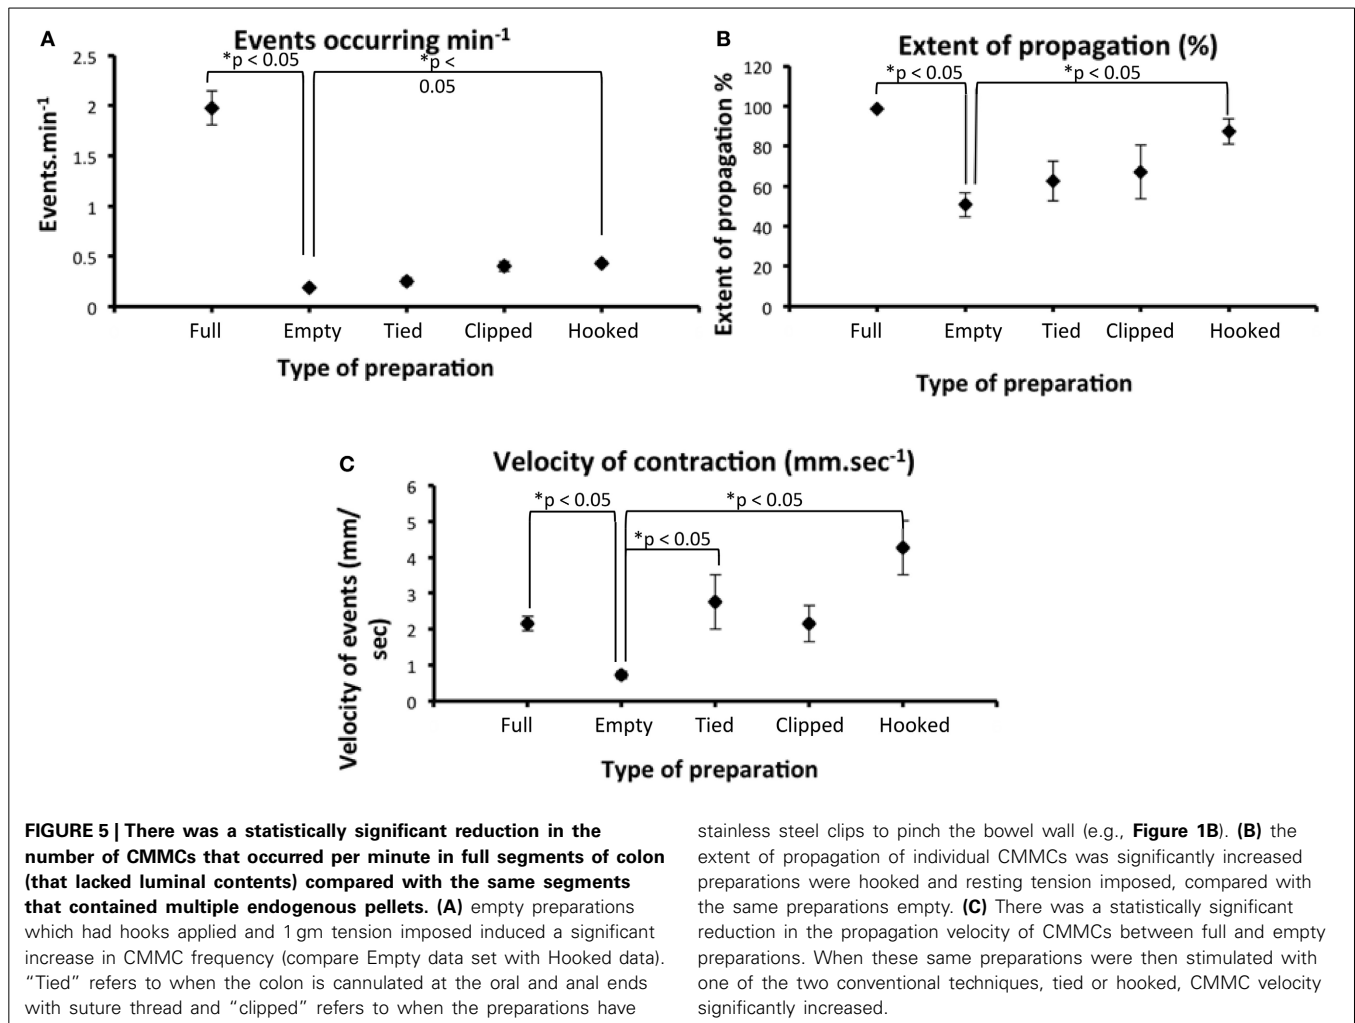 A
Events occurring min-1
*p < 0.05
*p <
0.05
Events.min-1
2.5
2
1.5
1
0.5
0
Full Empty Tied Clipped Hooked
Type of preparation
B
Extent of propagation (%)
*p < 0.05
*p < 0.05
Extent of propagation %
120
100
80
60
40
20
0
Full Empty Tied Clipped Hooked
Type of preparation
C
Velocity of contraction (mm.sec-1)
*p < 0.05
*p < 0.05
*p < 0.05
Velocity of events (mm/
sec)
6
5
4
3
2
1
0
Full Empty Tied Clipped Hooked
Type of preparation
FIGURE 5 | There was a statistically significant reduction in the
number of CMMCs that occurred per minute in full segments of colon
(that lacked luminal contents) compared with the same segments
that contained multiple endogenous pellets. (A) empty preparations
which had hooks applied and 1 gm tension imposed induced a significant
increase in CMMC frequency (compare Empty data set with Hooked data).
“Tied” refers to when the colon is cannulated at the oral and anal ends
with suture thread and “clipped” refers to when the preparations have
stainless steel clips to pinch the bowel wall (e.g., Figure 1B). (B) the
extent of propagation of individual CMMCs was significantly increased
preparations were hooked and resting tension imposed, compared with
the same preparations empty. (C) There was a statistically significant
reduction in the propagation velocity of CMMCs between full and empty
preparations. When these same preparations were then stimulated with
one of the two conventional techniques, tied or hooked, CMMC velocity
significantly increased.